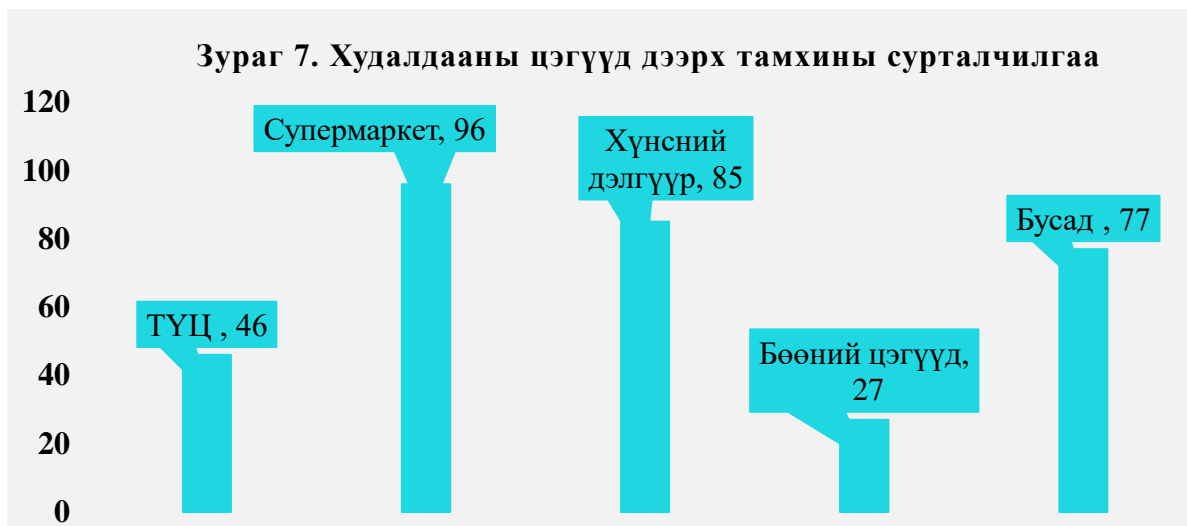 Зураг 7. Худалдааны цэгүүд дээрх тамхины сурталчилгаа
120
100
80
60
40
20
0
ТҮЦ , 46
Супермаркет, 96
Хүнсний
дэлгүүр, 85
Бөөний цэгүүд,
27
Бусад , 77